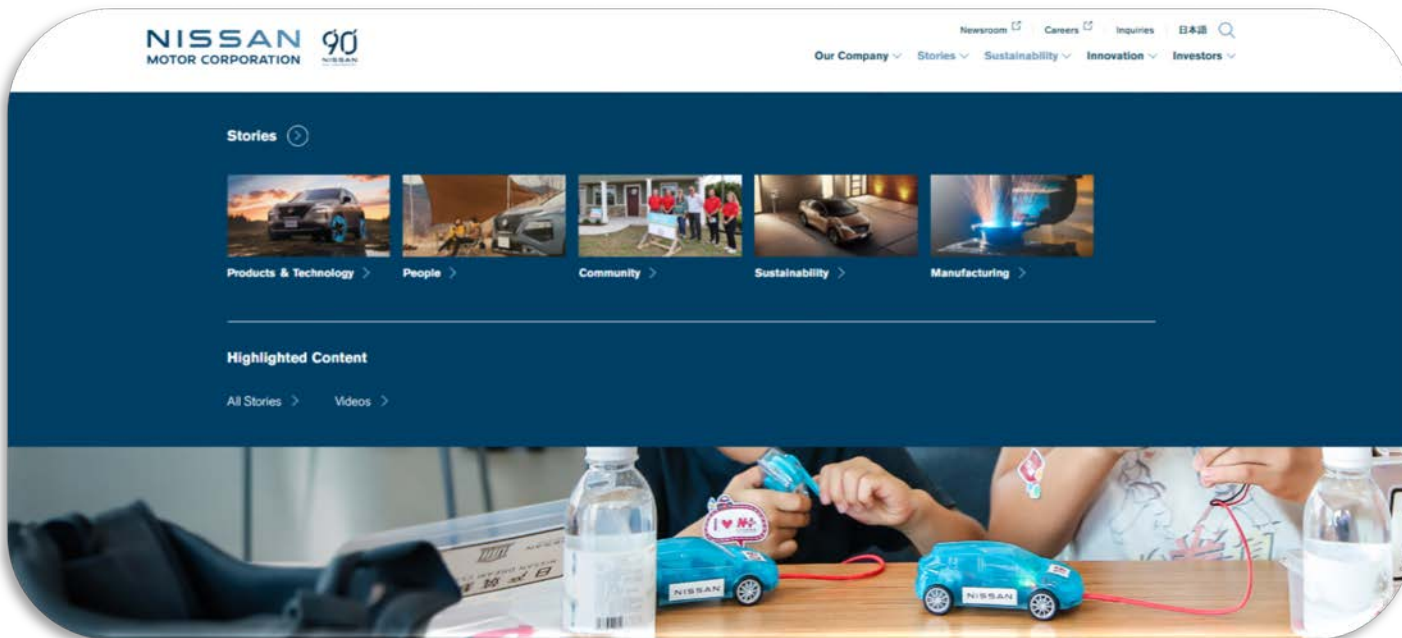 NISSAN
MOTOR CORPORATION
90
NISSAN
Newsroom
Careers
Inquiries
日本語
Our Company
Stories
Sustainability
Innovation
Investors
Stories
Products & Technology
People
Community
Sustainability
Manufacturing
Highlighted Content
All Stories
Videos
I ♥
NISSAN
NISSAN